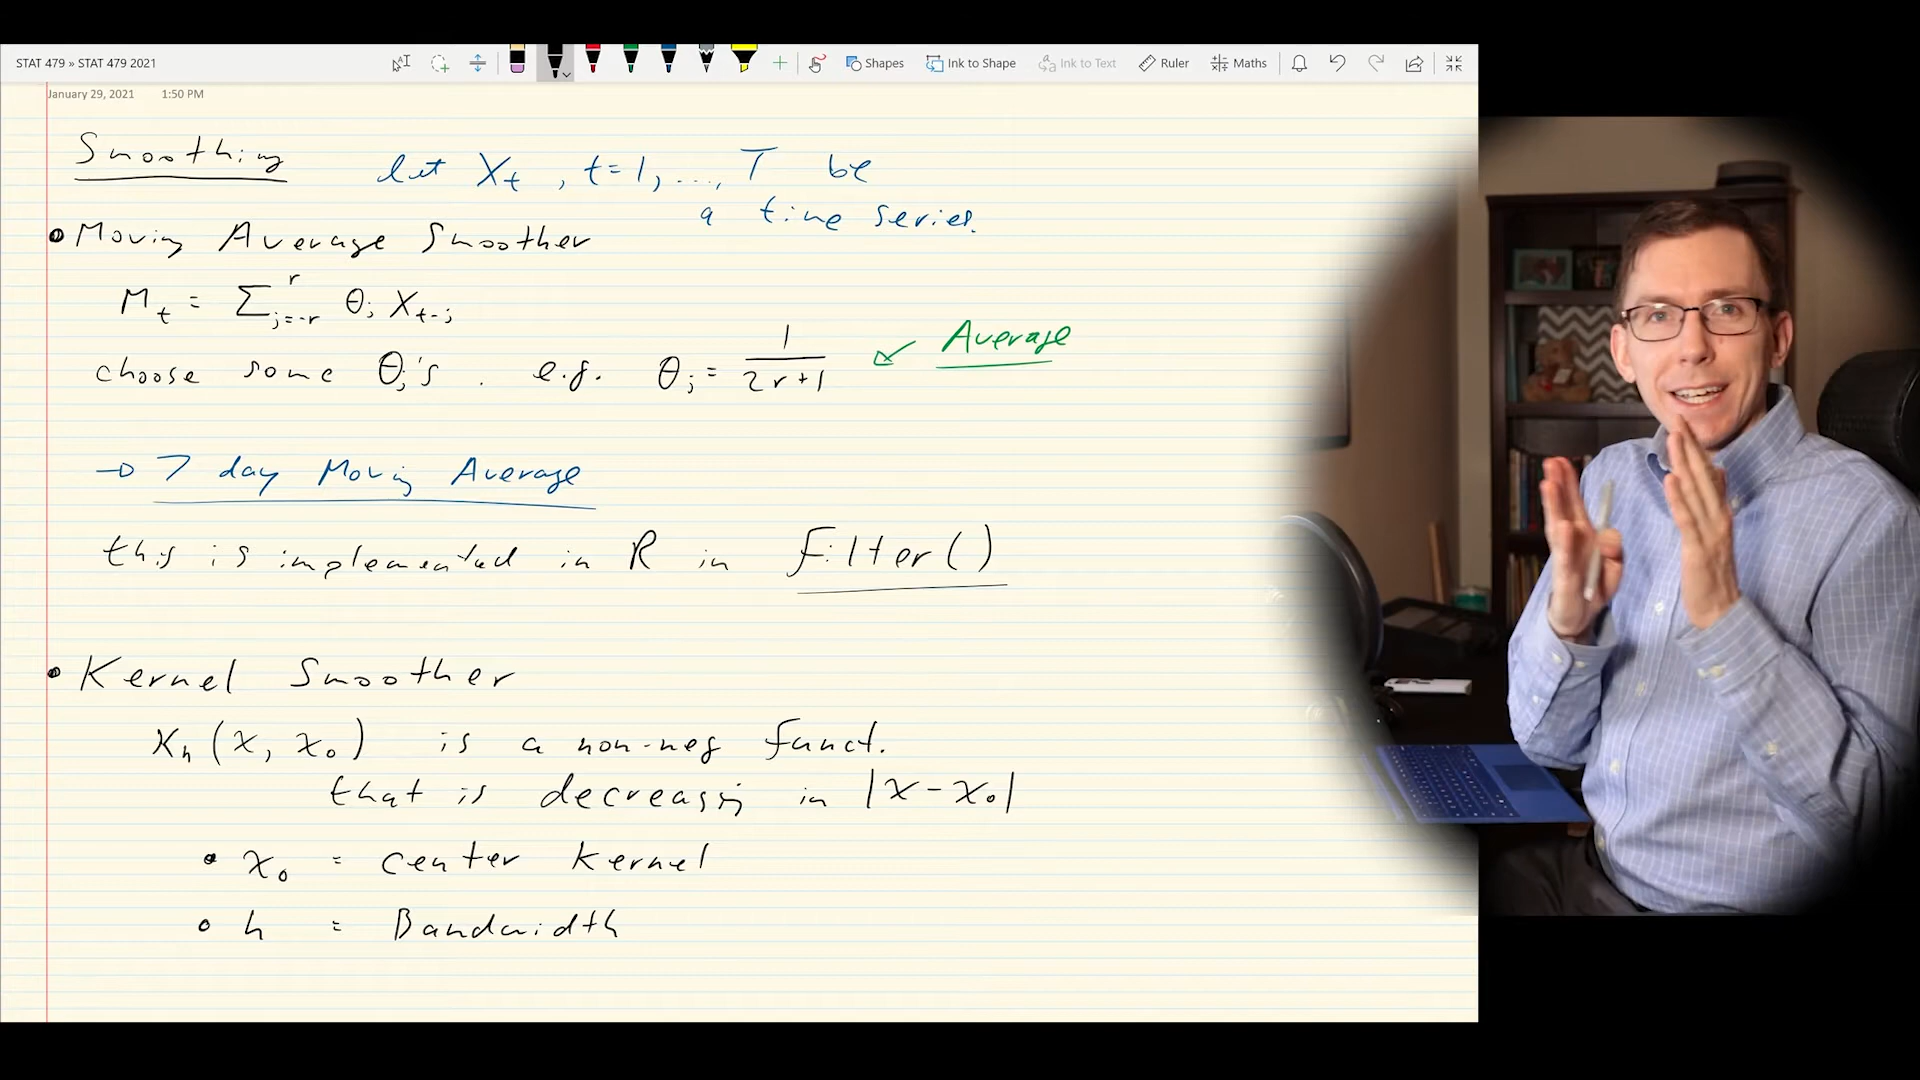 STAT 479 » STAT 479 2021
Shapes Ink to Shape Ink to Text Ruler Maths
January 29, 2021 1:50 PM
Smoothing let Xₜ, t=1, ..., T be
a time series.
• Moving Average Smoother
Mₜ = Σʳⱼ₌₋ᵣ θⱼ Xₜ₋ⱼ
choose some θⱼ's. e.g. θⱼ = 1/(2r+1) ↙ Average
→ 7 day Moving Average
this is implemented in R in filter()
• Kernel Smoother
Kₕ(x, x₀) is a non-neg funct.
that is decreasing in |x-x₀|
• x₀ = center Kernel
• h = Bandwidth